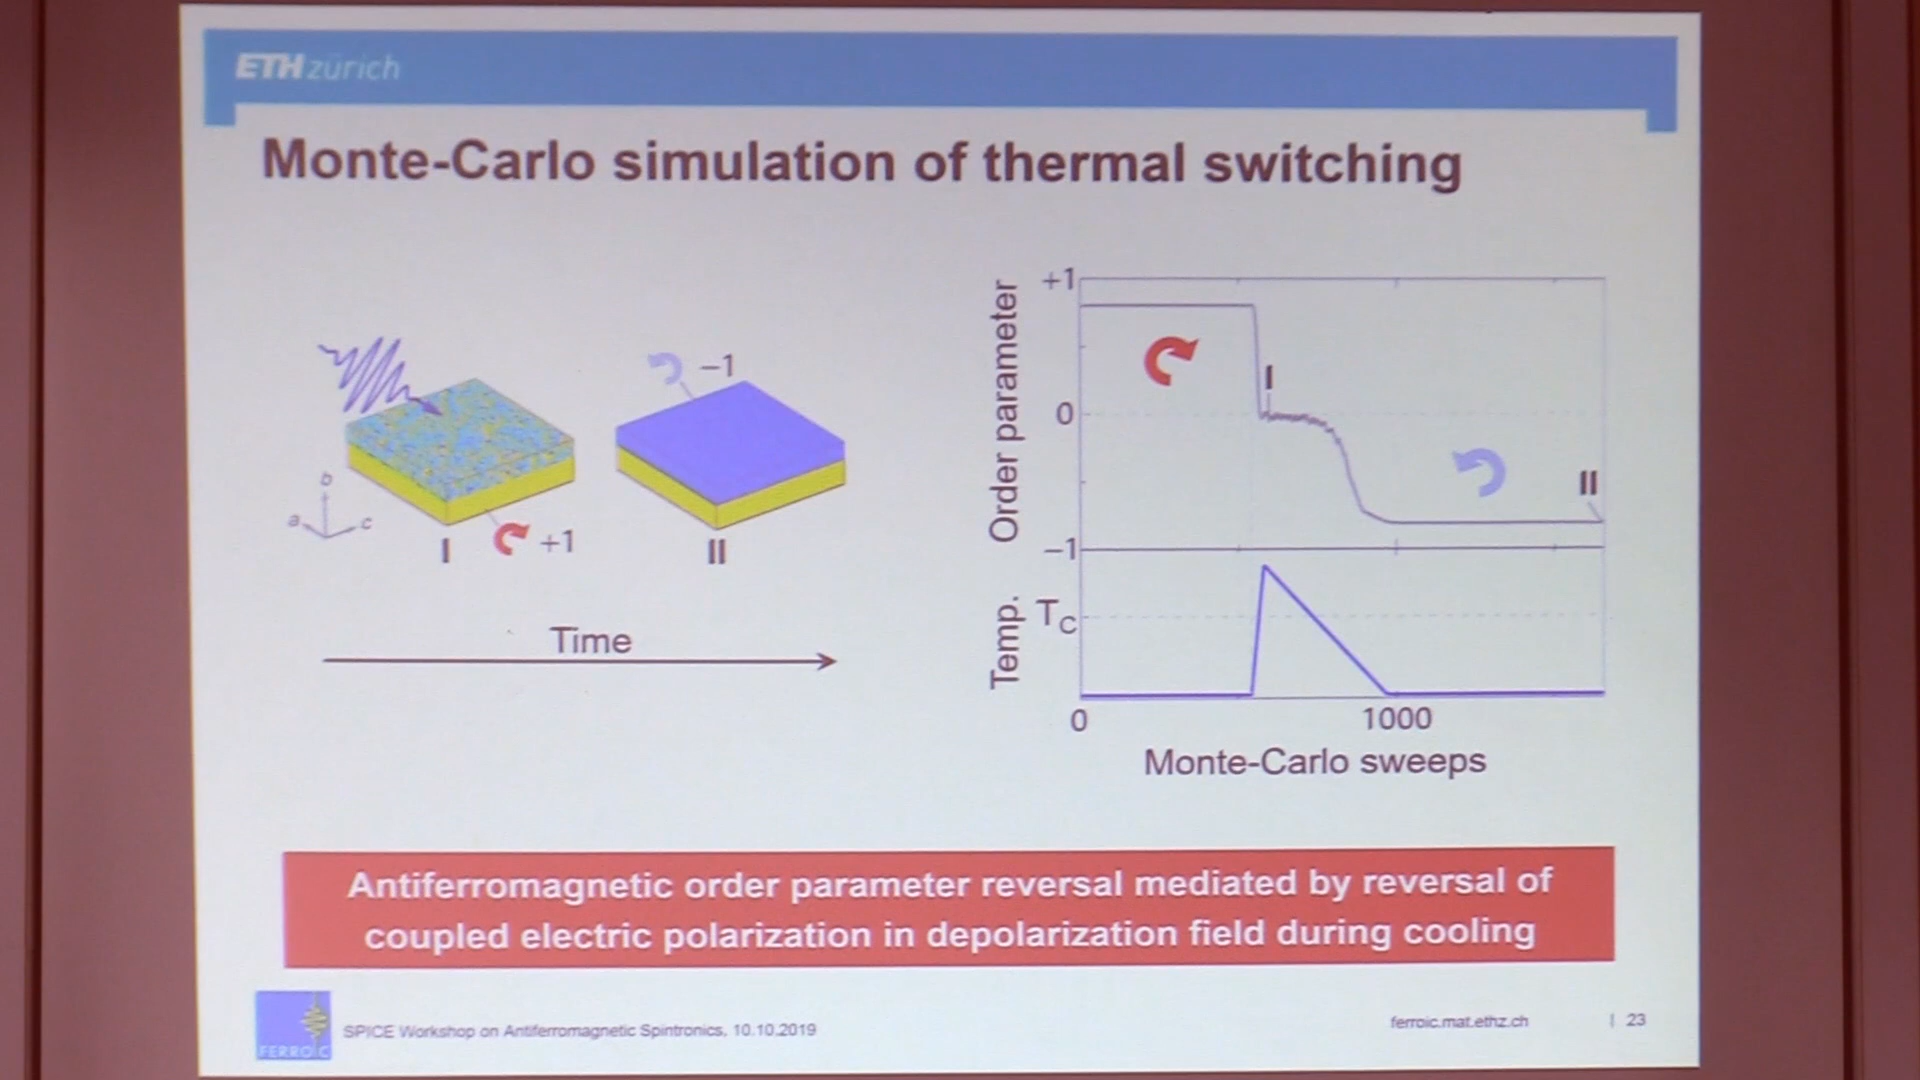 ETH zürich
Monte-Carlo simulation of thermal switching
−1
b
a
c
+1
I
II
Time
Order parameter
+1
0
−1
I
II
Temp.
Tc
0
1000
Monte-Carlo sweeps
Antiferromagnetic order parameter reversal mediated by reversal of
coupled electric polarization in depolarization field during cooling
FERROIC
SPICE Workshop on Antiferromagnetic Spintronics, 10.10.2019
ferroic.mat.ethz.ch
| 23